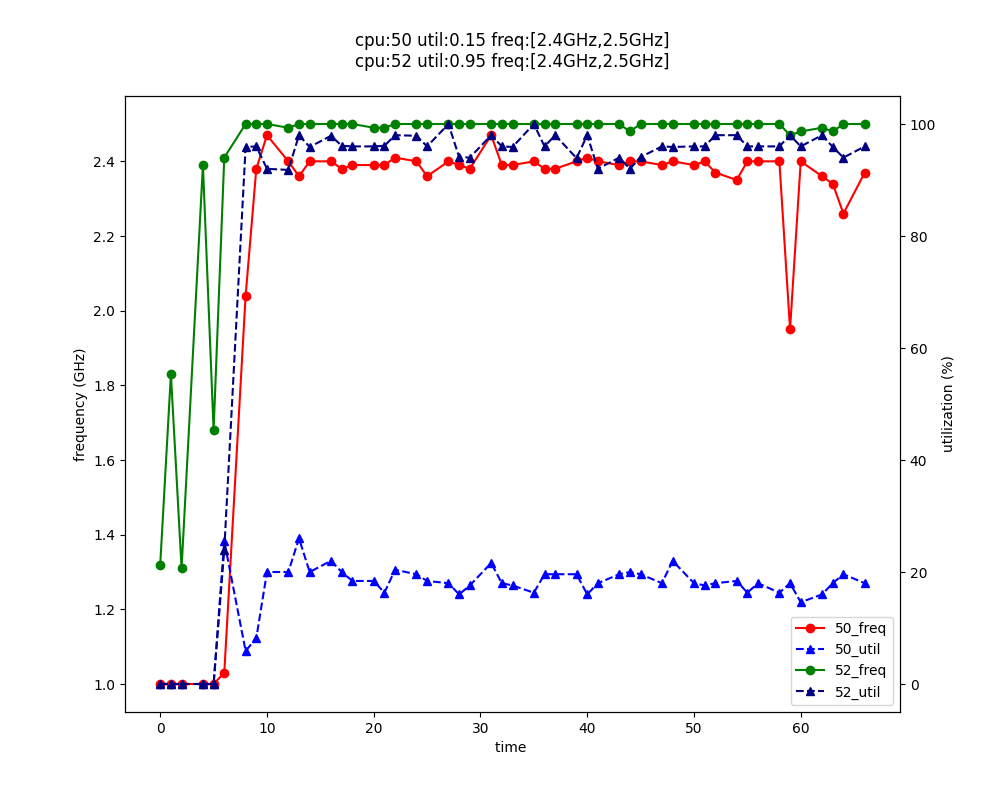 cpu:50 util:0.15 freq:[2.4GHz,2.5GHz]
cpu:52 util:0.95 freq:[2.4GHz,2.5GHz]
frequency (GHz)
2.4
2.2
2.0
1.8
1.6
1.4
1.2
1.0
100
80
60
40
20
0
utilization (%)
50_freq
50_util
52_freq
52_util
0 10 20 30 40 50 60
time